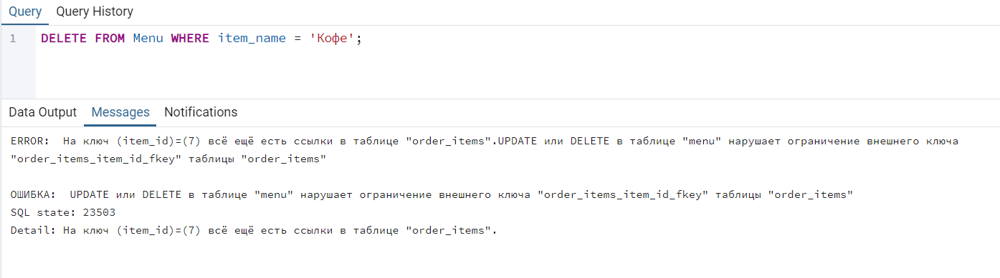 Query Query History
1 DELETE FROM Menu WHERE item_name = 'Кофе';
Data Output Messages Notifications
ERROR:  На ключ (item_id)=(7) всё ещё есть ссылки в таблице "order_items".UPDATE или DELETE в таблице "menu" нарушает ограничение внешнего ключа
"order_items_item_id_fkey" таблицы "order_items"
ОШИБКА:  UPDATE или DELETE в таблице "menu" нарушает ограничение внешнего ключа "order_items_item_id_fkey" таблицы "order_items"
SQL state: 23503
Detail: На ключ (item_id)=(7) всё ещё есть ссылки в таблице "order_items".